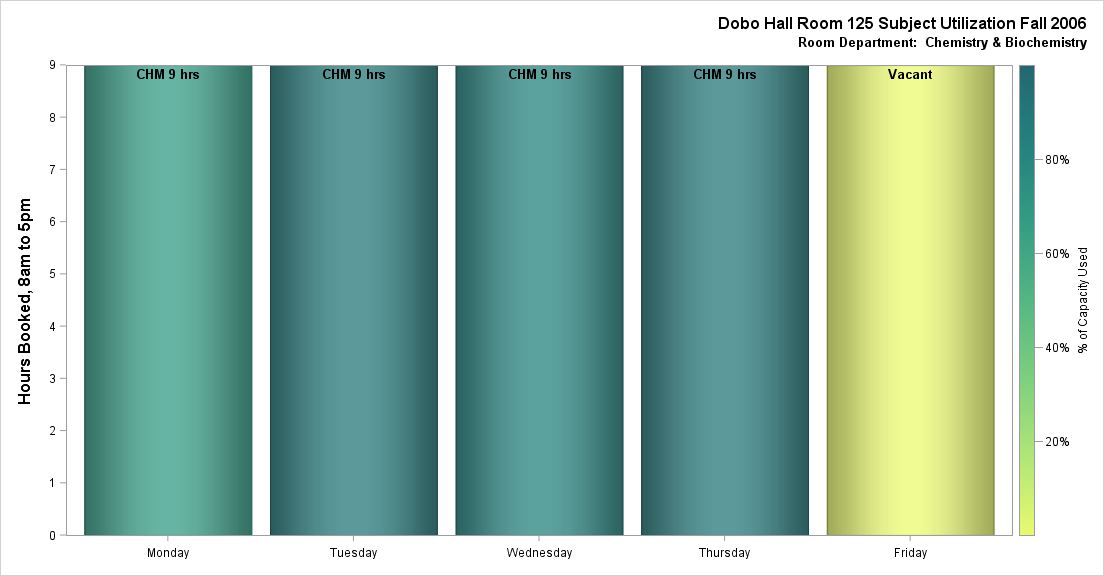 Dobo Hall Room 125 Subject Utilization Fall 2006
Room Department: Chemistry & Biochemistry
Hours Booked, 8am to 5pm
9
8
7
6
5
4
3
2
1
0
CHM 9 hrs
CHM 9 hrs
CHM 9 hrs
CHM 9 hrs
Vacant
Monday
Tuesday
Wednesday
Thursday
Friday
80%
60%
40%
20%
% of Capacity Used